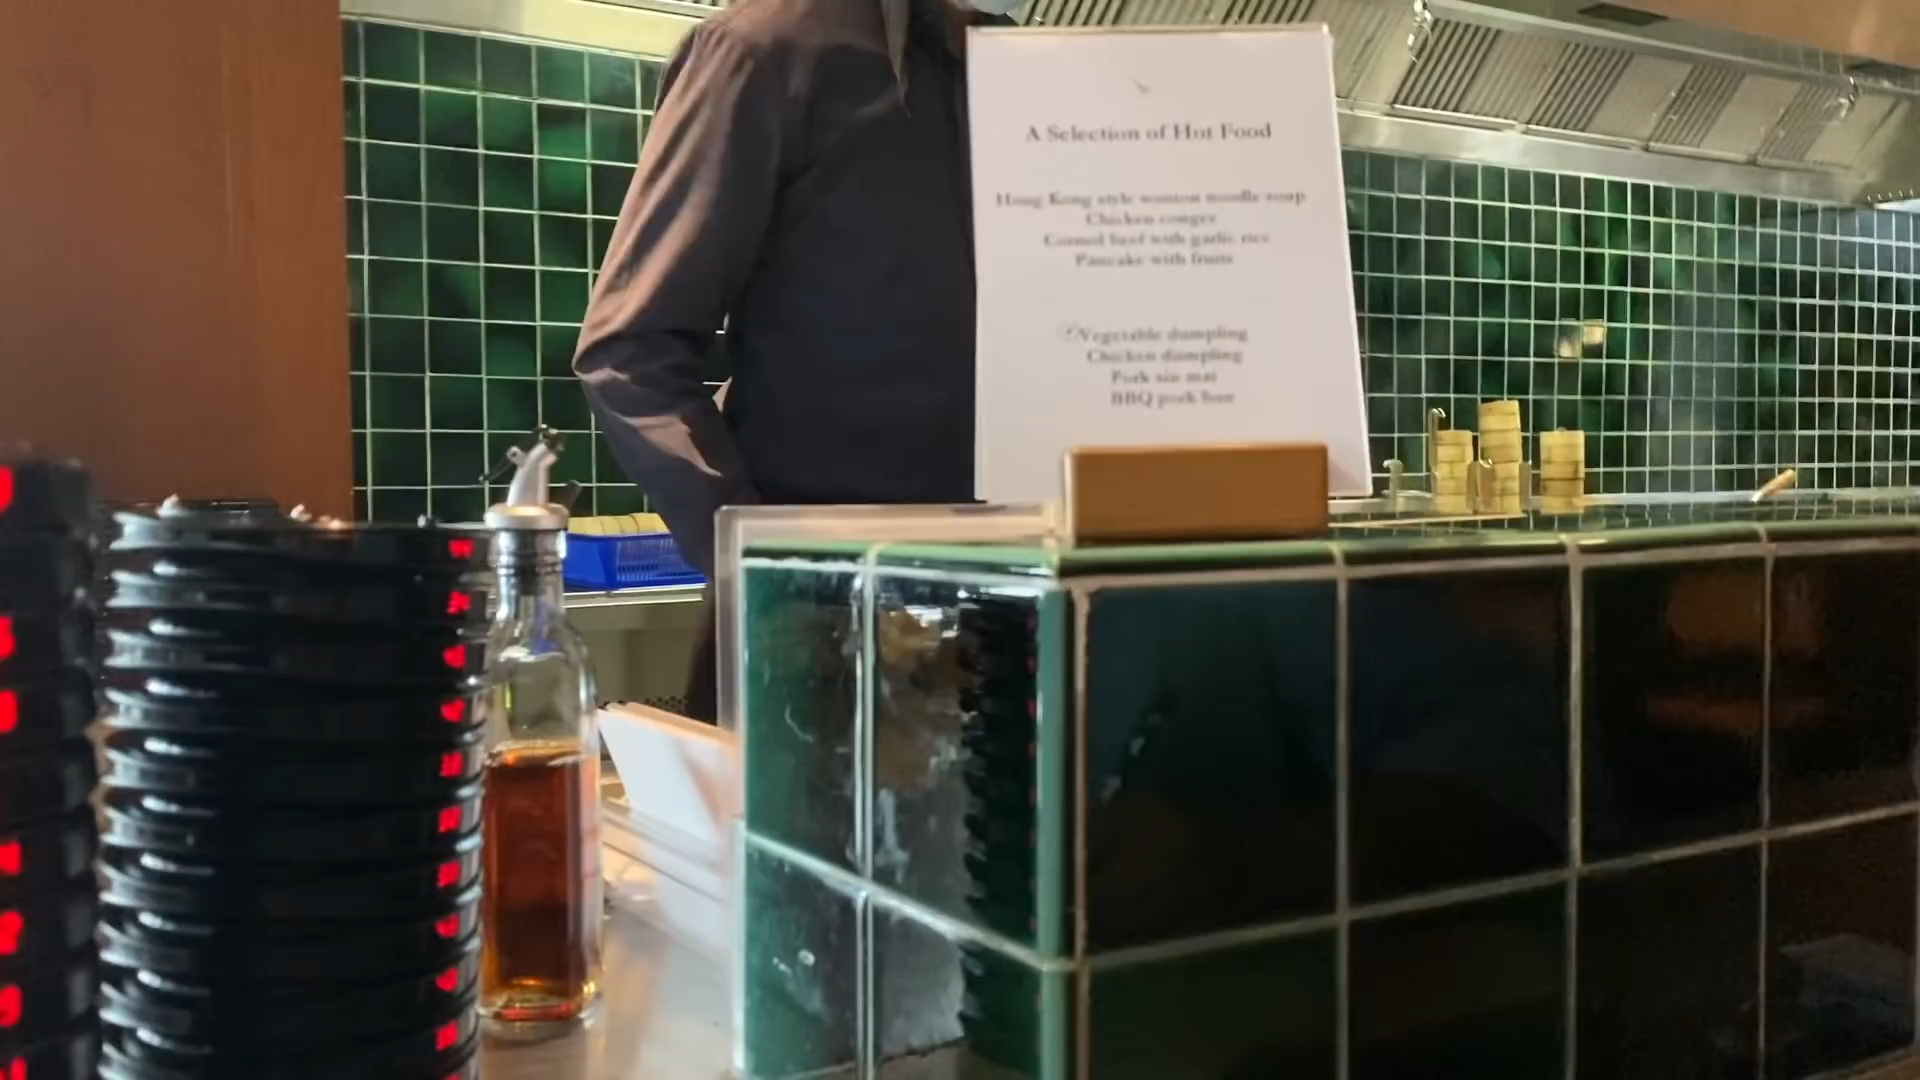 A Selection of Hot Food
Hong Kong style wonton noodle soup
Chicken congee
Corned beef with garlic rice
Pancake with fruits
Vegetable dumpling
Chicken dumpling
Pork siu mai
BBQ pork bun